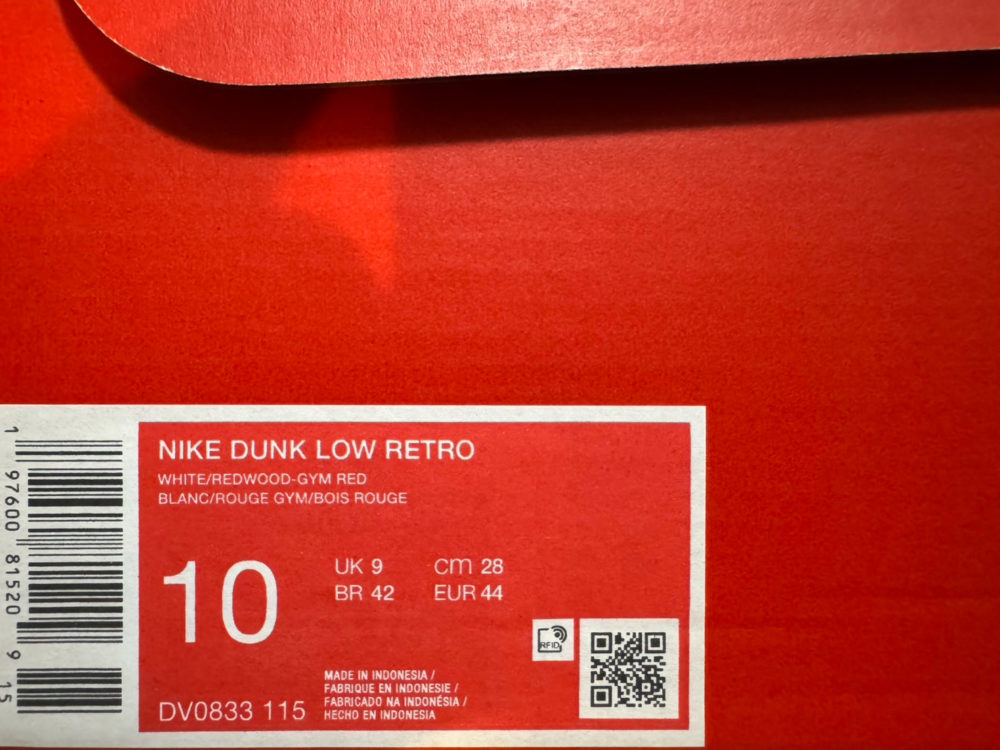 NIKE DUNK LOW RETRO
WHITE/REDWOOD-GYM RED
BLANC/ROUGE GYM/BOIS ROUGE
10
UK 9
cm 28
BR 42
EUR 44
RFID
MADE IN INDONESIA /
FABRIQUE EN INDONESIE /
FABRICADO NA INDONÉSIA /
HECHO EN INDONESIA
DV0833 115
1 97600 81520 9 15